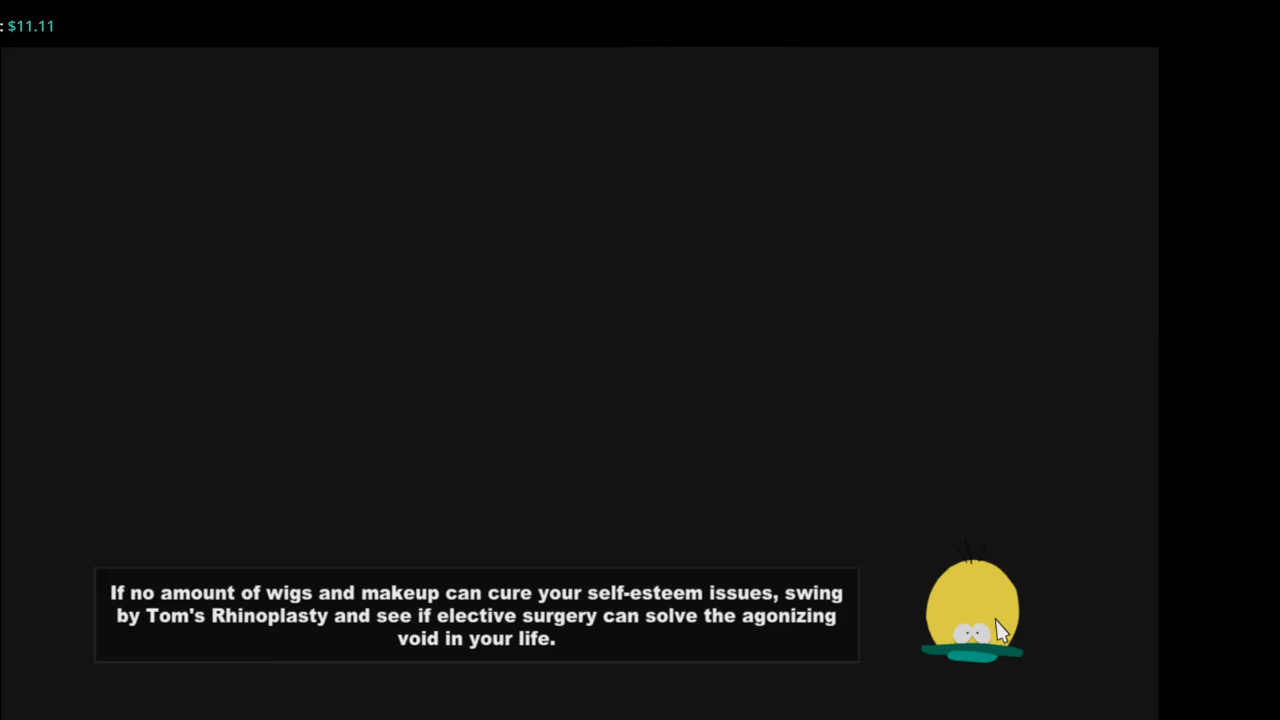 : $11.11
If no amount of wigs and makeup can cure your self-esteem issues, swing
by Tom's Rhinoplasty and see if elective surgery can solve the agonizing
void in your life.